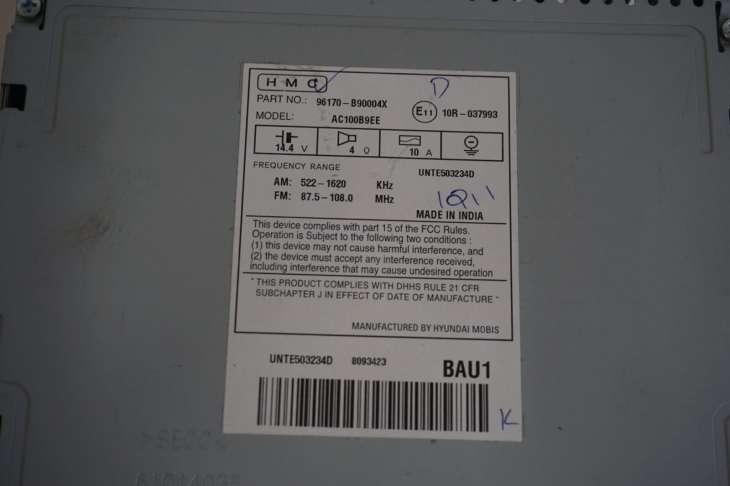 HMC
D
PART NO.: 96170-B90004X
E11 10R-037993
MODEL: AC100B9EE
14.4 V
4 Ω
10 A
FREQUENCY RANGE
UNTE503234D
AM: 522-1620 KHz
FM: 87.5-108.0 MHz
MADE IN INDIA
This device complies with part 15 of the FCC Rules.
Operation is Subject to the following two conditions :
(1) this device may not cause harmful interference, and
(2) the device must accept any interference received,
including interference that may cause undesired operation
" THIS PRODUCT COMPLIES WITH DHHS RULE 21 CFR
SUBCHAPTER J IN EFFECT OF DATE OF MANUFACTURE "
MANUFACTURED BY HYUNDAI MOBIS
UNTE503234D 8093423
BAU1
K